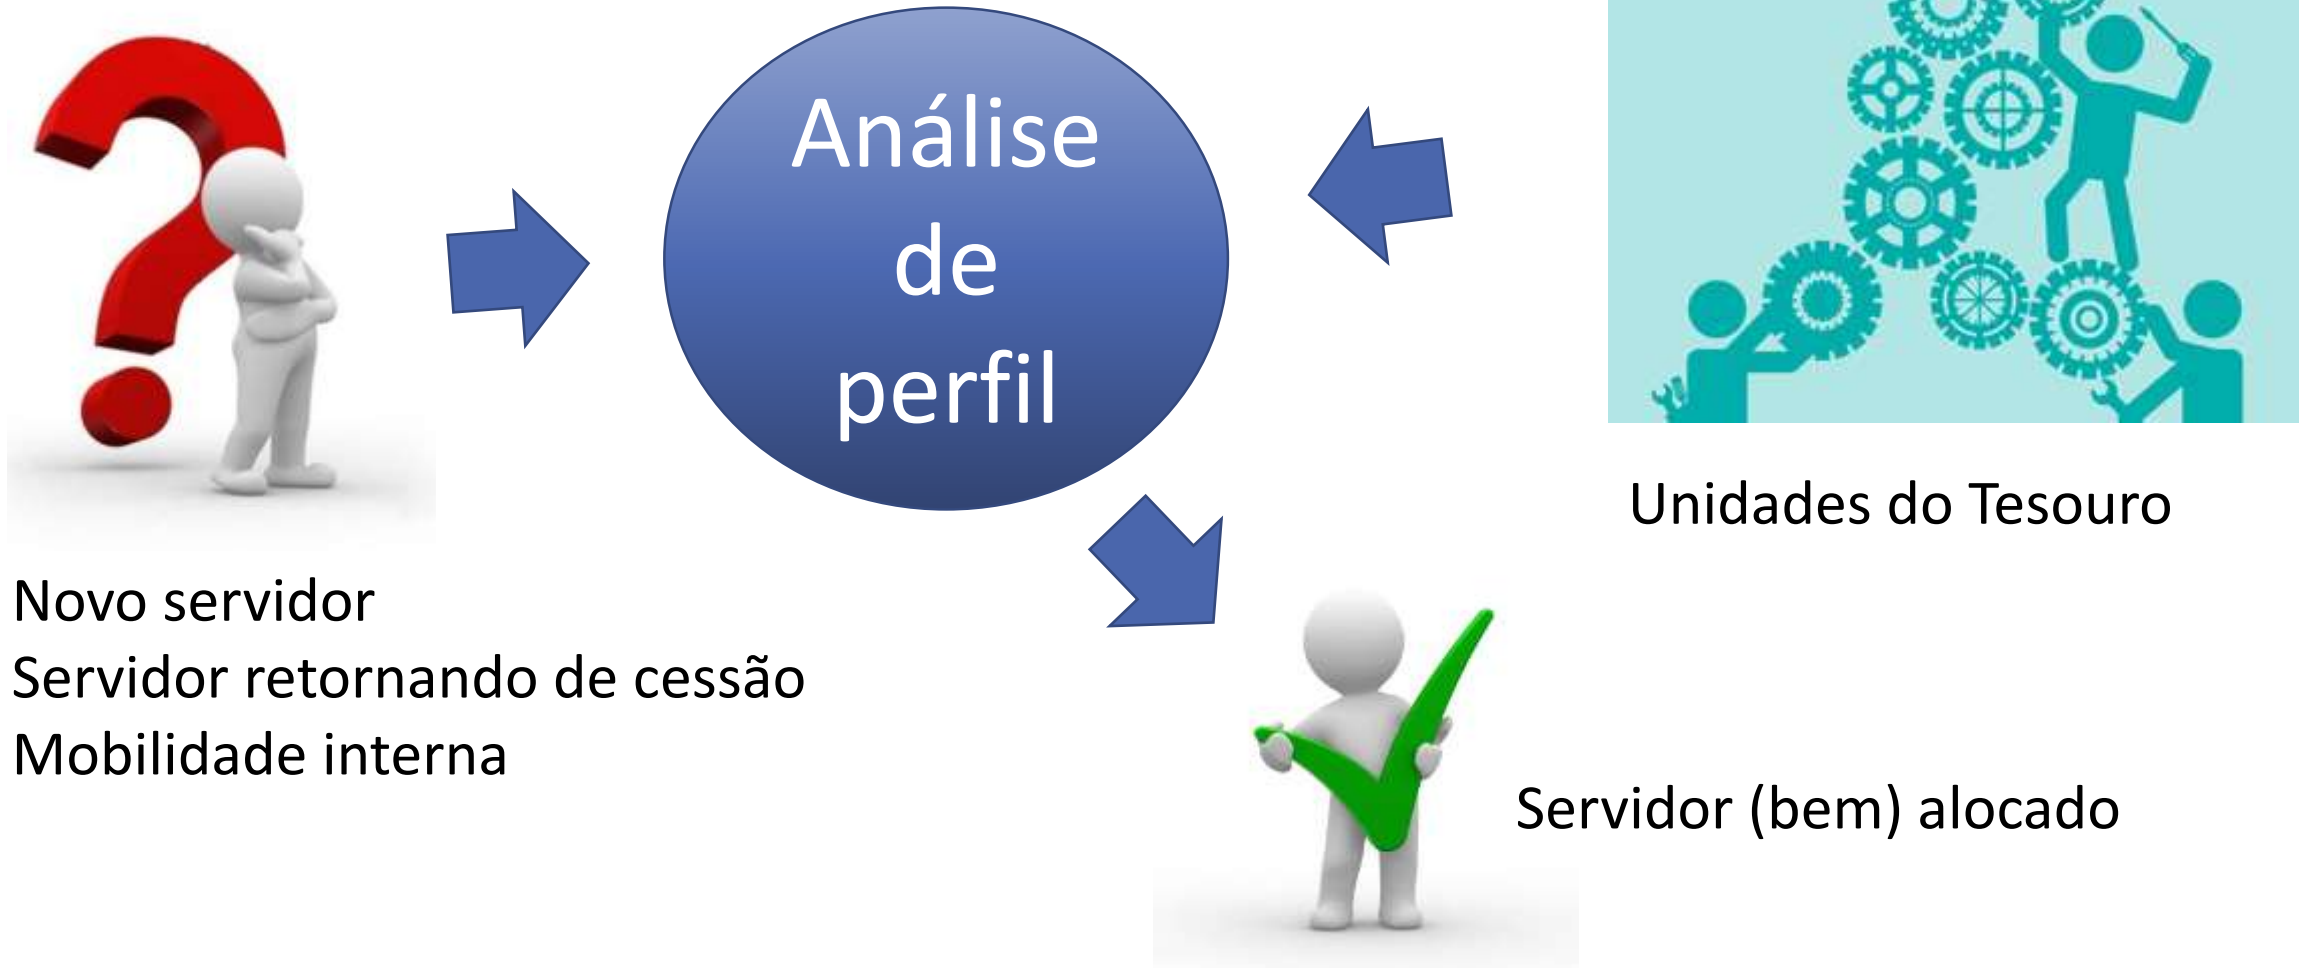 Análise
de
perfil
Unidades do Tesouro
Novo servidor
Servidor retornando de cessão
Mobilidade interna
Servidor (bem) alocado